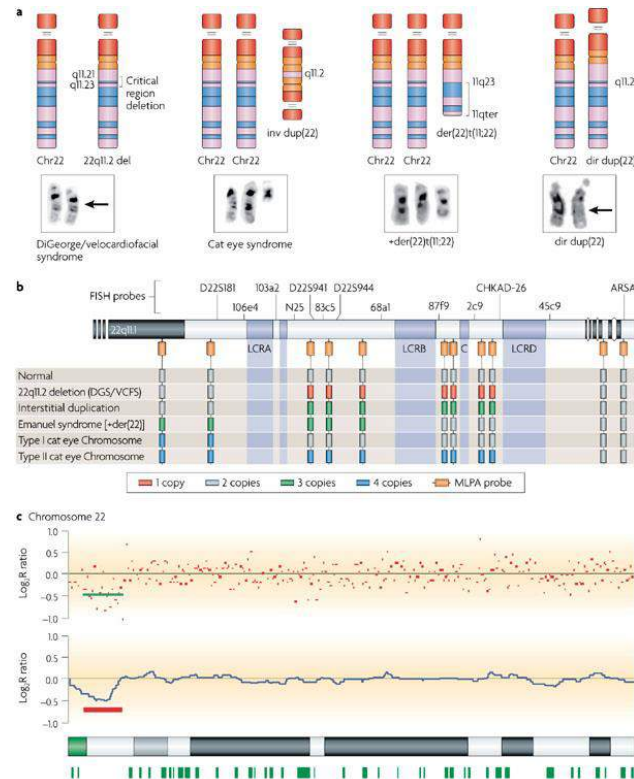 a
q11.21
q11.23
Critical
region
deletion
q11.2
11q23
11qter
q11.2
inv dup(22)
der(22)t(11;22)
Chr22 22q11.2 del
Chr22 Chr22
Chr22 Chr22
Chr22 dir dup(22)
DiGeorge/velocardiofacial
syndrome
Cat eye syndrome
+der(22)t(11;22)
dir dup(22)
b
FISH probes
D22S181 103a2 D22S941 D22S944 CHKAD-26 ARSA
106e4 N25 83c5 68a1 87f9 2c9 45c9
22q11.1
LCRA LCRB C LCRD
Normal
22q11.2 deletion (DGS/VCFS)
Interstitial duplication
Emanuel syndrome [+der(22)]
Type I cat eye Chromosome
Type II cat eye Chromosome
1 copy 2 copies 3 copies 4 copies MLPA probe
c Chromosome 22
Log2R ratio
1.0
0.5
0.0
−0.5
−1.0
Log2R ratio
1.0
0.5
0.0
−0.5
−1.0